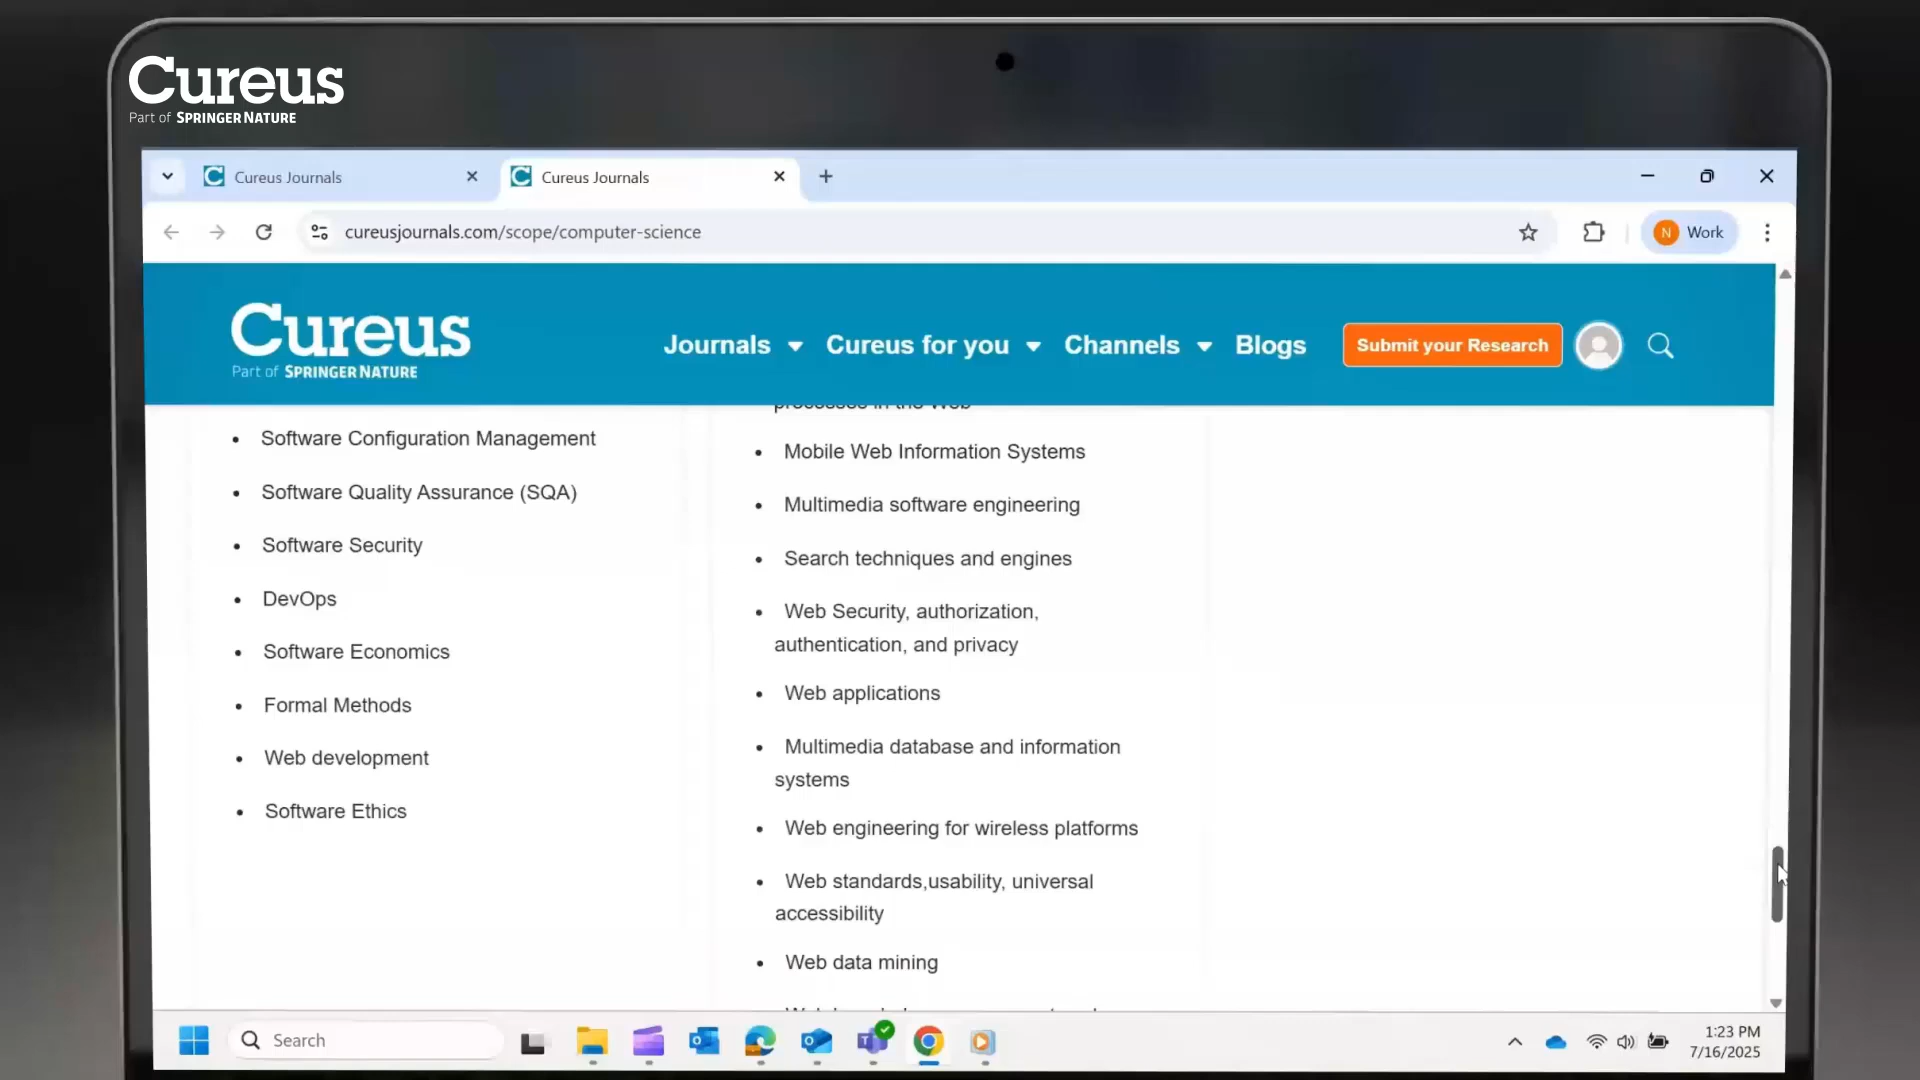 Cureus
Part of SPRINGER NATURE
Cureus Journals
Cureus Journals
cureusjournals.com/scope/computer-science
N Work
Cureus
Part of SPRINGER NATURE
Journals
Cureus for you
Channels
Blogs
Submit your Research
Software Configuration Management
Software Quality Assurance (SQA)
Software Security
DevOps
Software Economics
Formal Methods
Web development
Software Ethics
processes in the Web
Mobile Web Information Systems
Multimedia software engineering
Search techniques and engines
Web Security, authorization,
authentication, and privacy
Web applications
Multimedia database and information
systems
Web engineering for wireless platforms
Web standards,usability, universal
accessibility
Web data mining
Search
1:23 PM
7/16/2025